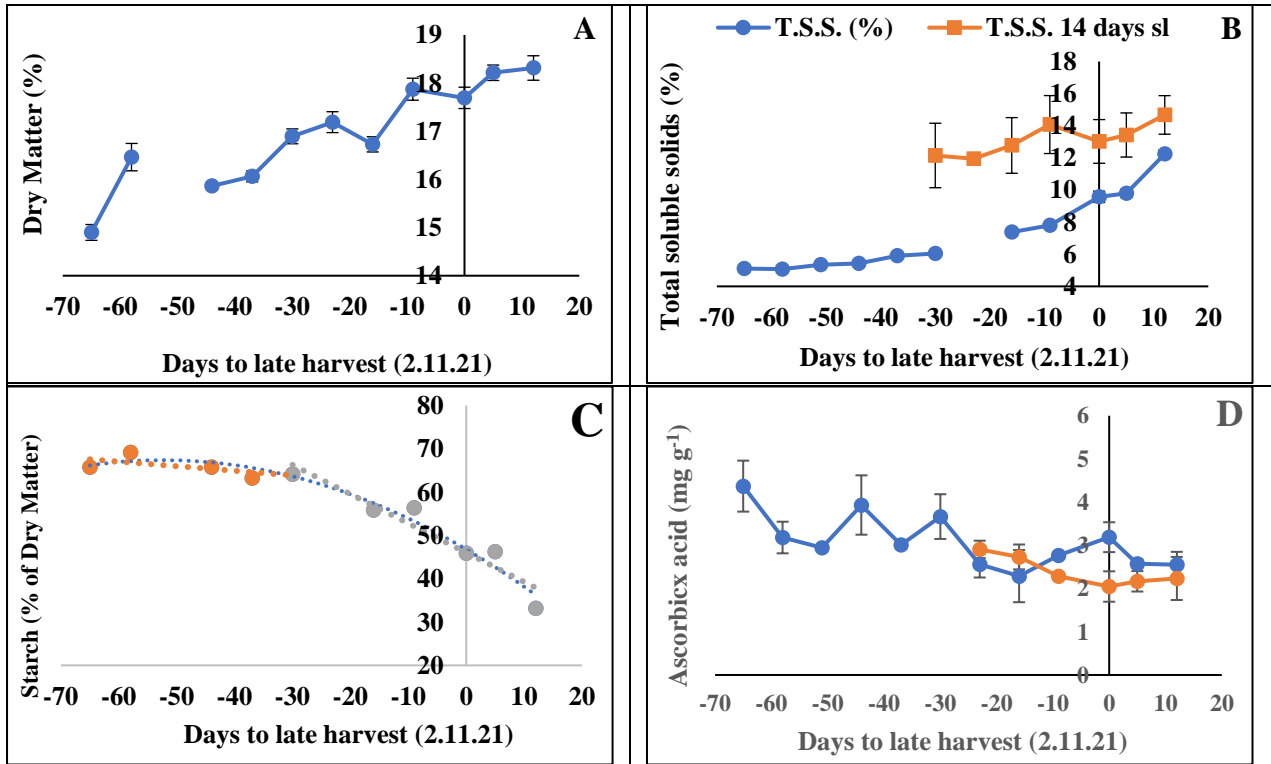 A
Dry Matter (%)
19
18
17
16
15
14
-70 -60 -50 -40 -30 -20 -10 0 10 20
Days to late harvest (2.11.21)
T.S.S. (%) T.S.S. 14 days sl
B
Total soluble solids (%)
18
16
14
12
10
8
6
4
-70 -60 -50 -40 -30 -20 -10 0 10 20
Days to late harvest (2.11.21)
C
Starch (% of Dry Matter)
80
70
60
50
40
30
20
-70 -60 -50 -40 -30 -20 -10 0 10 20
Days to late harvest (2.11.21)
D
Ascorbicx acid (mg g-1)
6
5
4
3
2
1
0
-70 -60 -50 -40 -30 -20 -10 0 10 20
Days to late harvest (2.11.21)